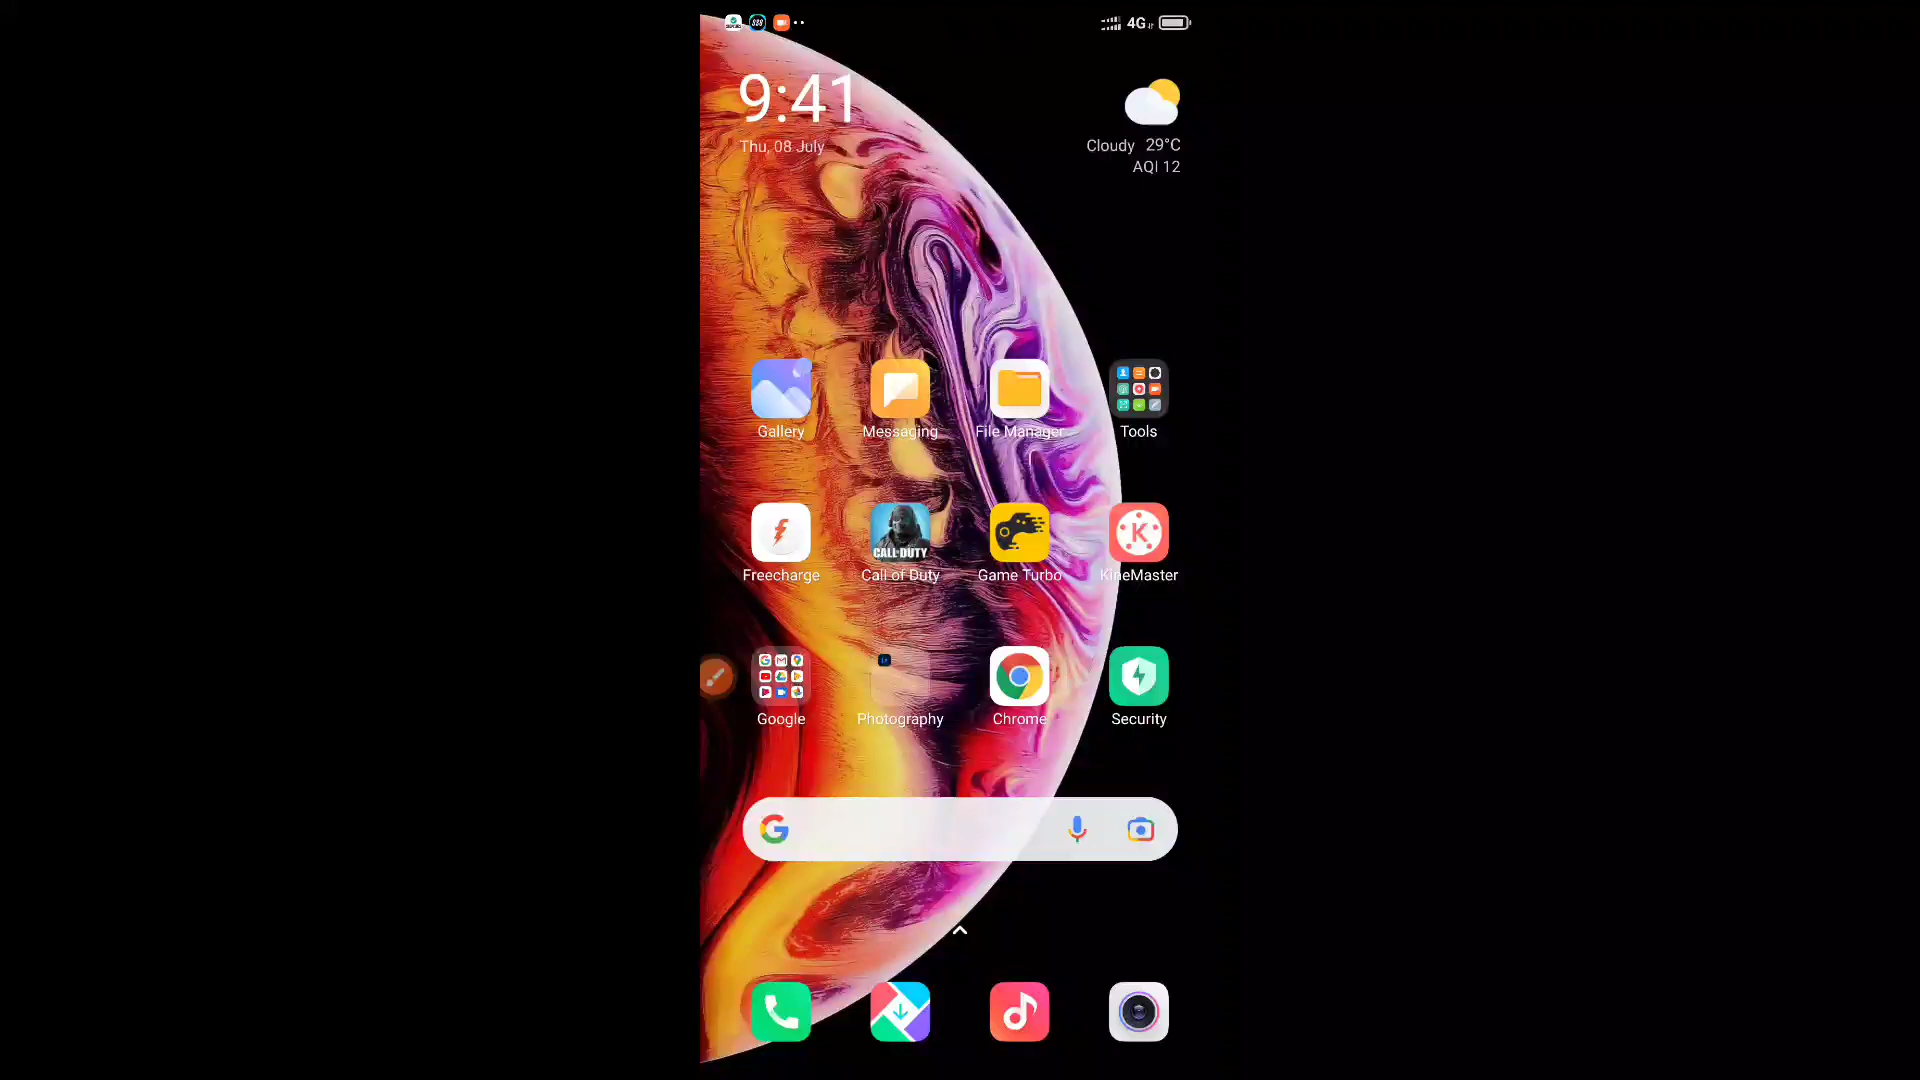 4G
9:41
Thu, 08 July
Cloudy 29°C
AQI 12
Gallery
Messaging
File Manager
Tools
CALL·DUTY
Freecharge
Call of Duty
Game Turbo
K
KineMaster
Google
Photography
Chrome
Security